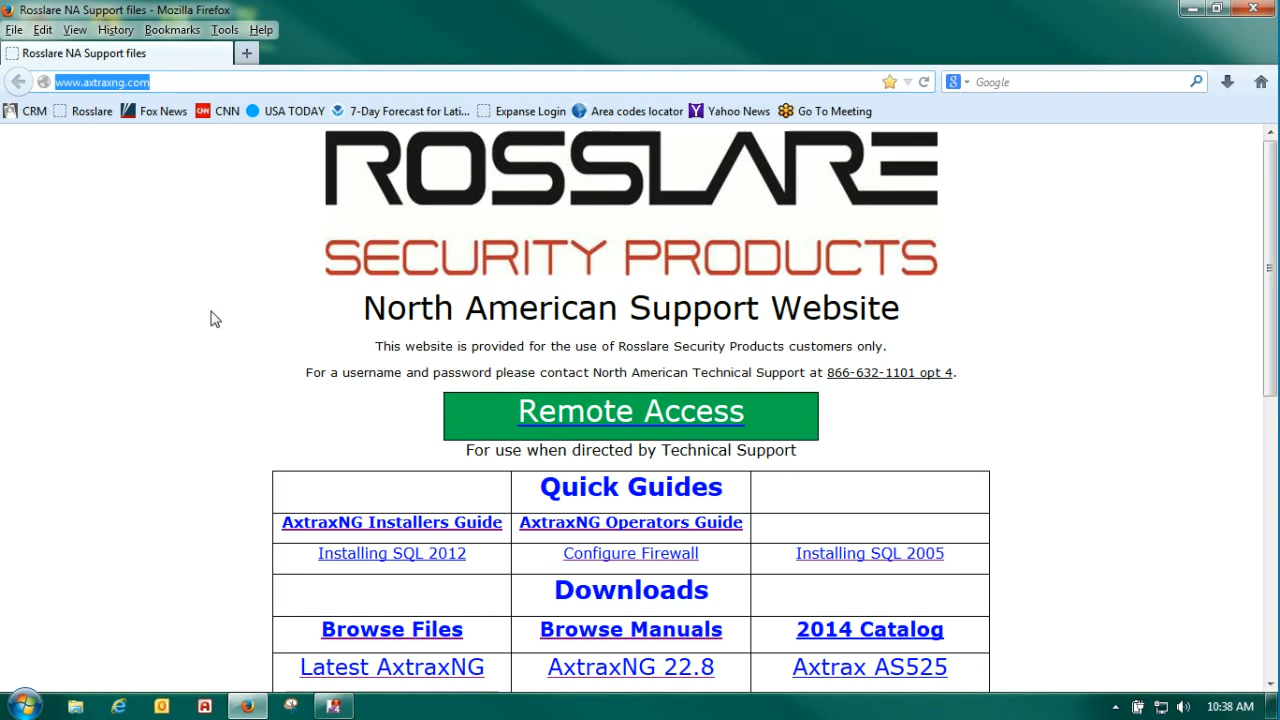 Rosslare NA Support files - Mozilla Firefox
File Edit View History Bookmarks Tools Help
Rosslare NA Support files
www.axtraxng.com
Google
CRM Rosslare Fox News CNN USA TODAY 7-Day Forecast for Lati... Expanse Login Area codes locator Yahoo News Go To Meeting
ROSSLARE
SECURITY PRODUCTS
North American Support Website
This website is provided for the use of Rosslare Security Products customers only.
For a username and password please contact North American Technical Support at 866-632-1101 opt 4.
Remote Access
For use when directed by Technical Support
Quick Guides
AxtraxNG Installers Guide AxtraxNG Operators Guide
Installing SQL 2012 Configure Firewall Installing SQL 2005
Downloads
Browse Files Browse Manuals 2014 Catalog
Latest AxtraxNG AxtraxNG 22.8 Axtrax AS525
10:38 AM